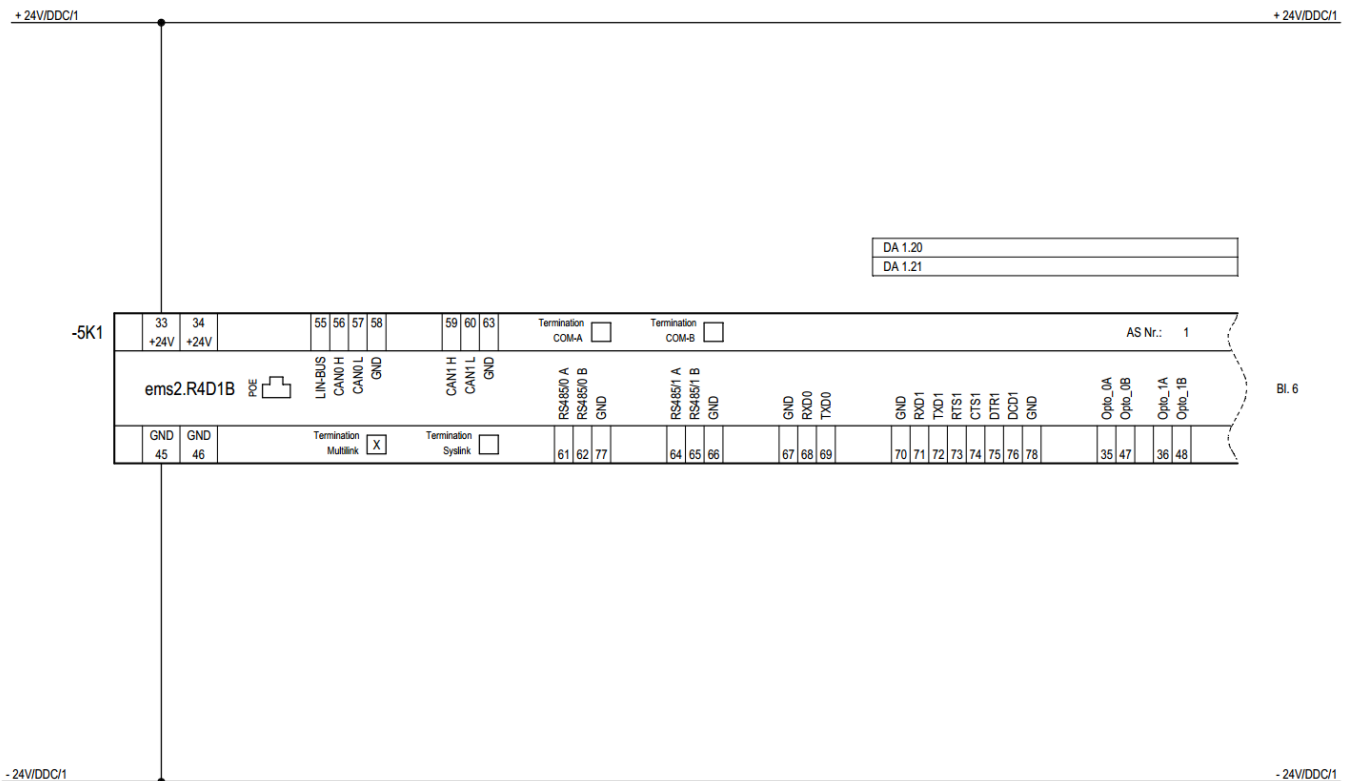 + 24V/DDC/1 + 24V/DDC/1
DA 1.20
DA 1.21
-5K1
33 34 55 56 57 58 59 60 63 Termination COM-A Termination COM-B AS Nr.: 1
+24V +24V
ems2.R4D1B POE LIN-BUS CAN0 H CAN0 L GND CAN1 H CAN1 L GND RS485/0 A RS485/0 B GND RS485/1 A RS485/1 B GND GND RXD0 TXD0 GND RXD1 TXD1 RTS1 CTS1 DTR1 DCD1 GND Opto_0A Opto_0B Opto_1A Opto_1B Bl. 6
GND GND Termination Multilink X Termination Syslink
45 46 61 62 77 64 65 66 67 68 69 70 71 72 73 74 75 76 78 35 47 36 48
- 24V/DDC/1 - 24V/DDC/1